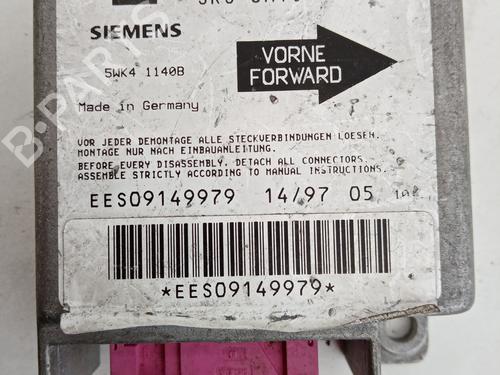 SIEMENS
5WK4 1140B
VORNE
FORWARD
Made in Germany
VOR JEDER DEMONTAGE ALLE STECKVERBINDUNGEN LOESEN.
MONTAGE NUR NACH EINBAUANLEITUNG.
BEFORE EVERY DISASSEMBLY, DETACH ALL CONNECTORS.
ASSEMBLE STRICTLY ACCORDING TO MANUAL INSTRUCTIONS.
EES09149979 14/97 05
*EES09149979*
B-PARTS